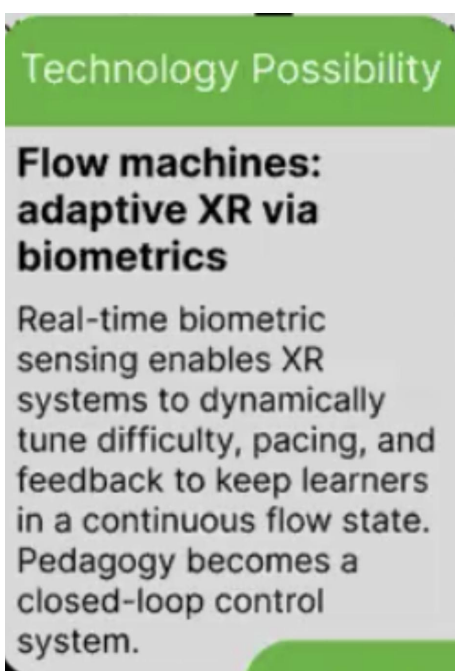 Technology Possibility
Flow machines:
adaptive XR via
biometrics
Real-time biometric
sensing enables XR
systems to dynamically
tune difficulty, pacing, and
feedback to keep learners
in a continuous flow state.
Pedagogy becomes a
closed-loop control
system.